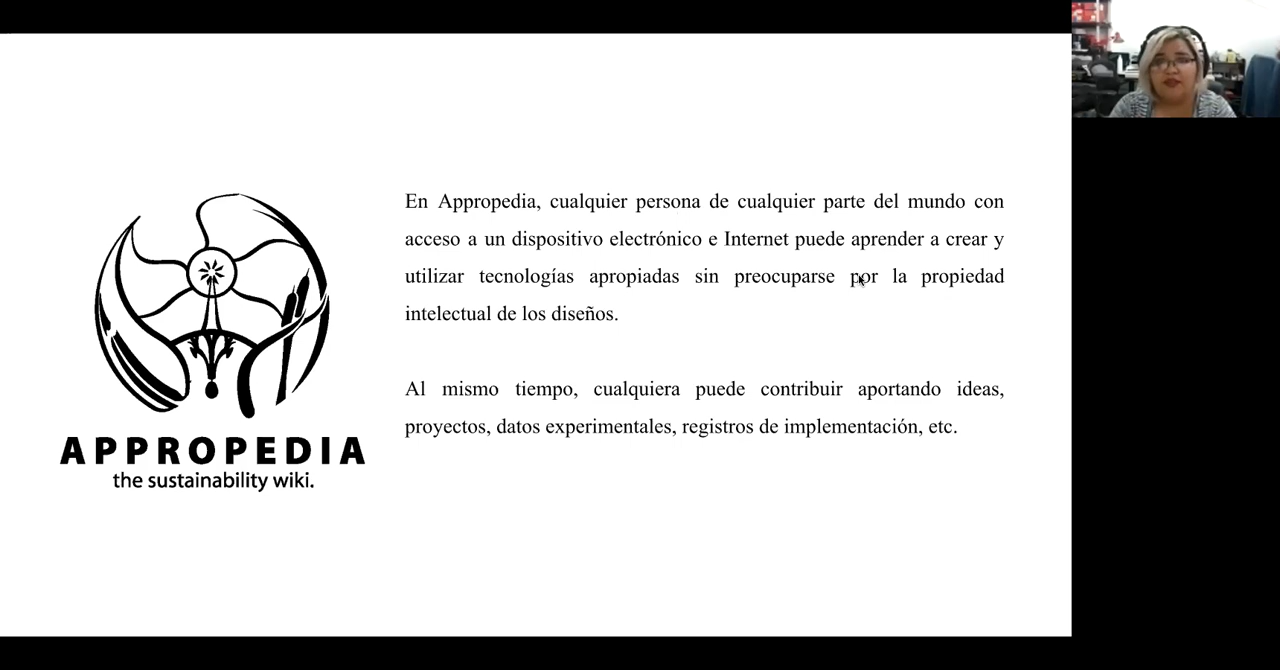 En Appropedia, cualquier persona de cualquier parte del mundo con
acceso a un dispositivo electrónico e Internet puede aprender a crear y
utilizar tecnologías apropiadas sin preocuparse por la propiedad
intelectual de los diseños.
Al mismo tiempo, cualquiera puede contribuir aportando ideas,
proyectos, datos experimentales, registros de implementación, etc.
APPROPEDIA
the sustainability wiki.